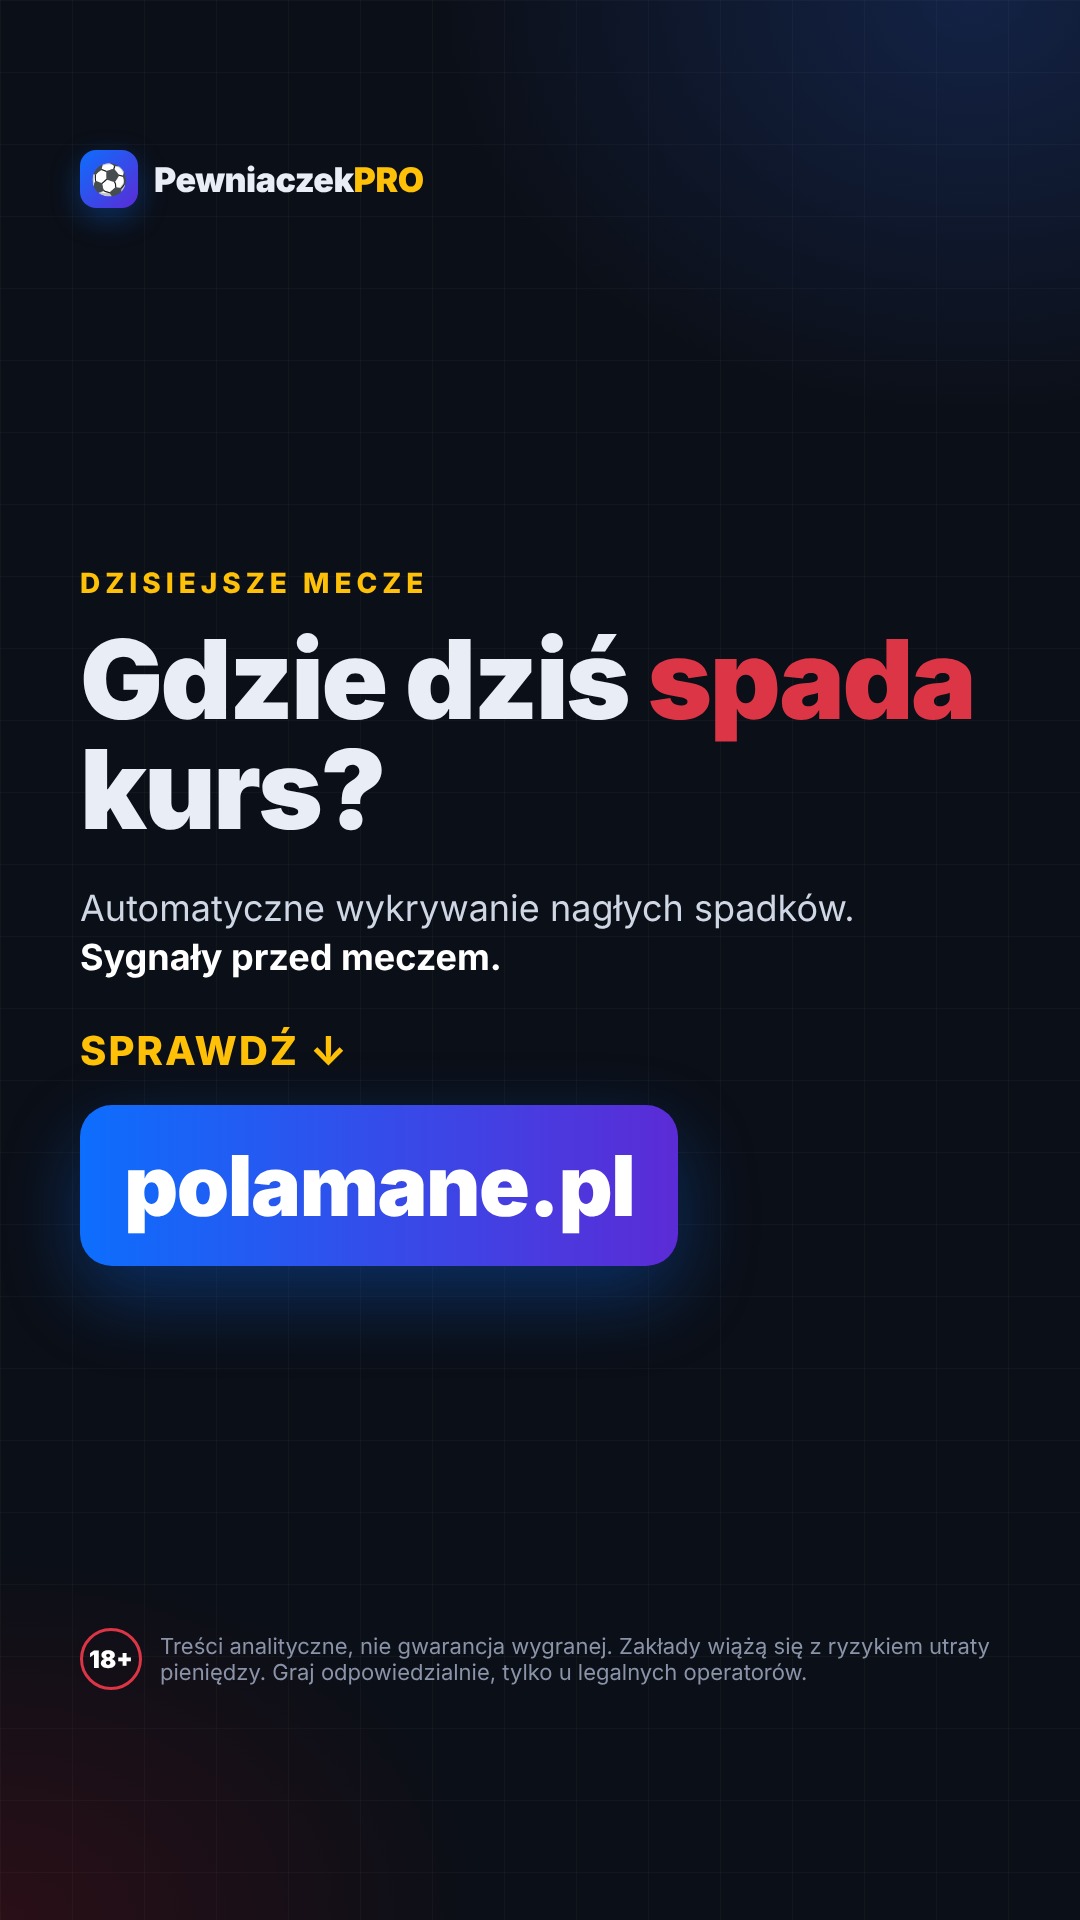 PewniaczekPRO
DZISIEJSZE MECZE
Gdzie dziś spada
kurs?
Automatyczne wykrywanie nagłych spadków.
Sygnały przed meczem.
SPRAWDŹ ↓
polamane.pl
18+ Treści analityczne, nie gwarancja wygranej. Zakłady wiążą się z ryzykiem utraty
pieniędzy. Graj odpowiedzialnie, tylko u legalnych operatorów.